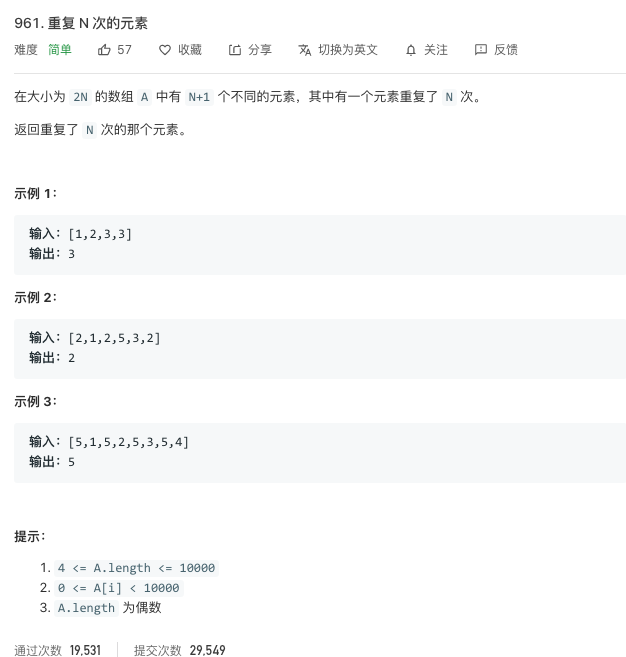 961. 重复 N 次的元素
难度 简单 57 收藏 分享 切换为英文 关注 反馈
在大小为 2N 的数组 A 中有 N+1 个不同的元素，其中有一个元素重复了 N 次。
返回重复了 N 次的那个元素。
示例 1：
输入：[1,2,3,3]
输出：3
示例 2：
输入：[2,1,2,5,3,2]
输出：2
示例 3：
输入：[5,1,5,2,5,3,5,4]
输出：5
提示：
1. 4 <= A.length <= 10000
2. 0 <= A[i] < 10000
3. A.length 为偶数
通过次数 19,531 提交次数 29,549